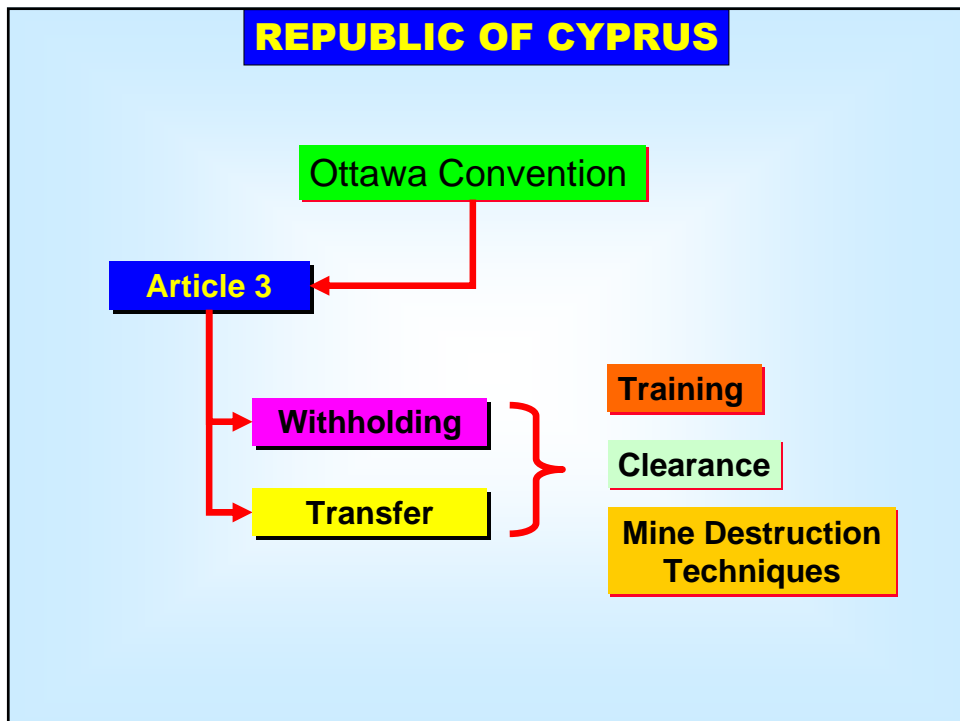 REPUBLIC OF CYPRUS
Ottawa Convention
Article 3
Withholding
Transfer
Training
Clearance
Mine Destruction
Techniques